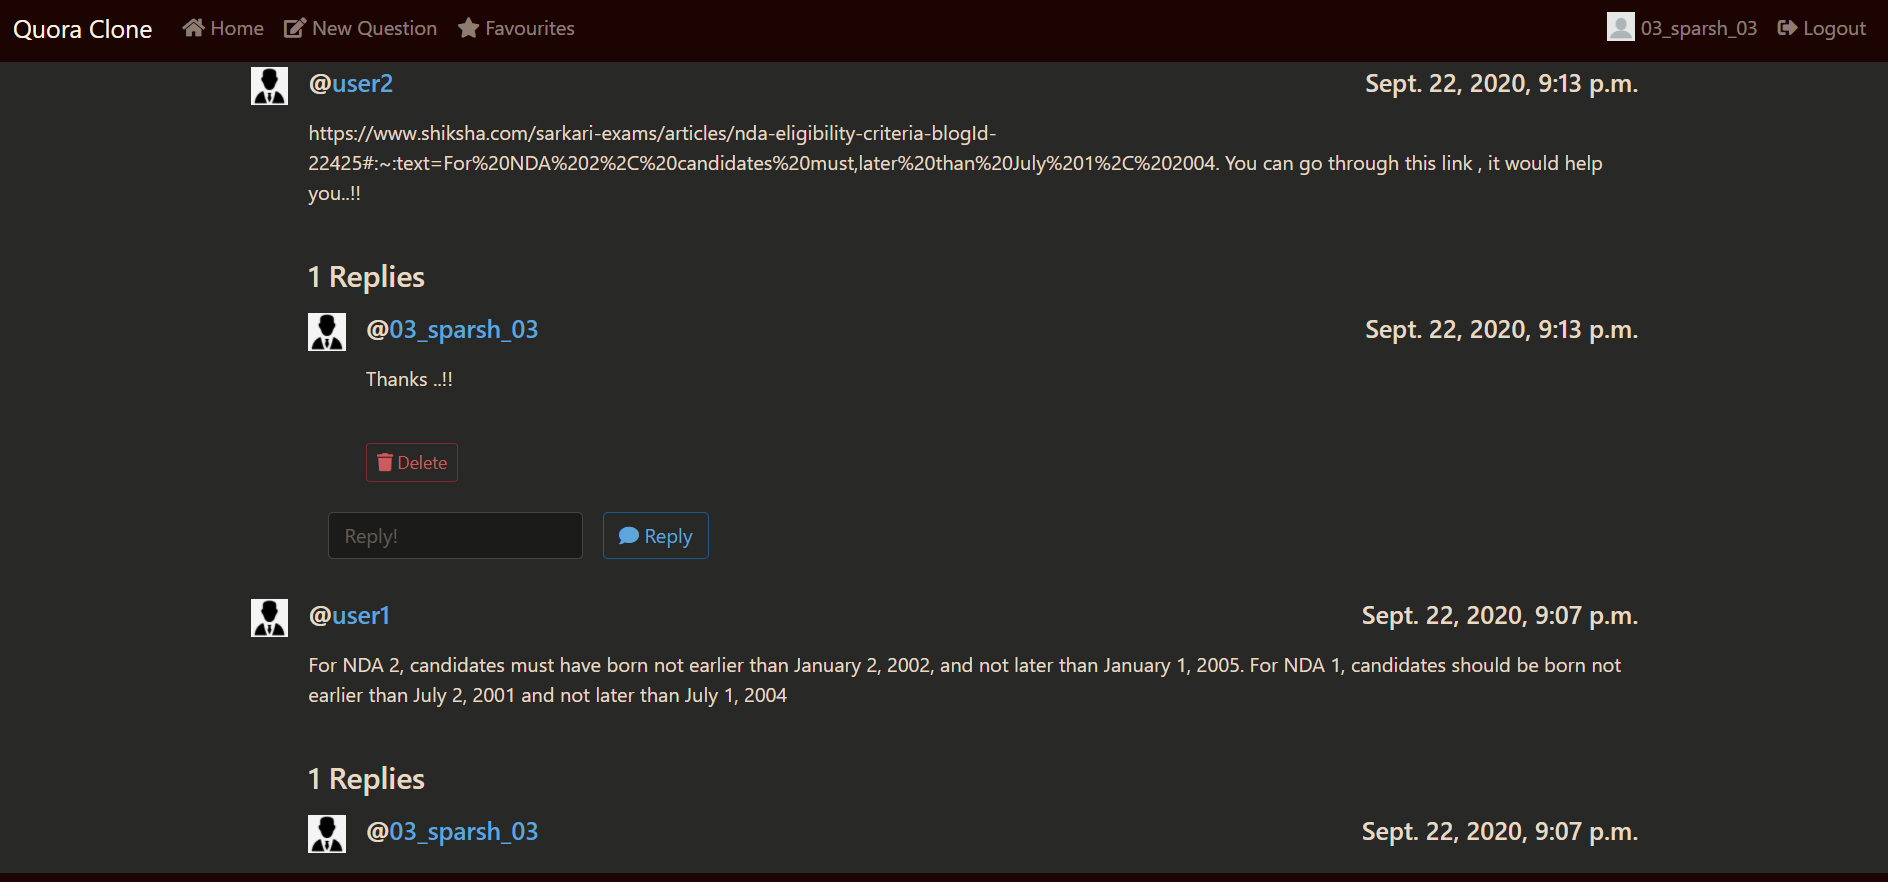 Quora Clone Home New Question Favourites 03_sparsh_03 Logout
@user2 Sept. 22, 2020, 9:13 p.m.
https://www.shiksha.com/sarkari-exams/articles/nda-eligibility-criteria-blogId-
22425#:~:text=For%20NDA%202%2C%20candidates%20must,later%20than%20July%201%2C%202004. You can go through this link , it would help
you..!!
1 Replies
@03_sparsh_03 Sept. 22, 2020, 9:13 p.m.
Thanks ..!!
Delete
Reply! Reply
@user1 Sept. 22, 2020, 9:07 p.m.
For NDA 2, candidates must have born not earlier than January 2, 2002, and not later than January 1, 2005. For NDA 1, candidates should be born not
earlier than July 2, 2001 and not later than July 1, 2004
1 Replies
@03_sparsh_03 Sept. 22, 2020, 9:07 p.m.